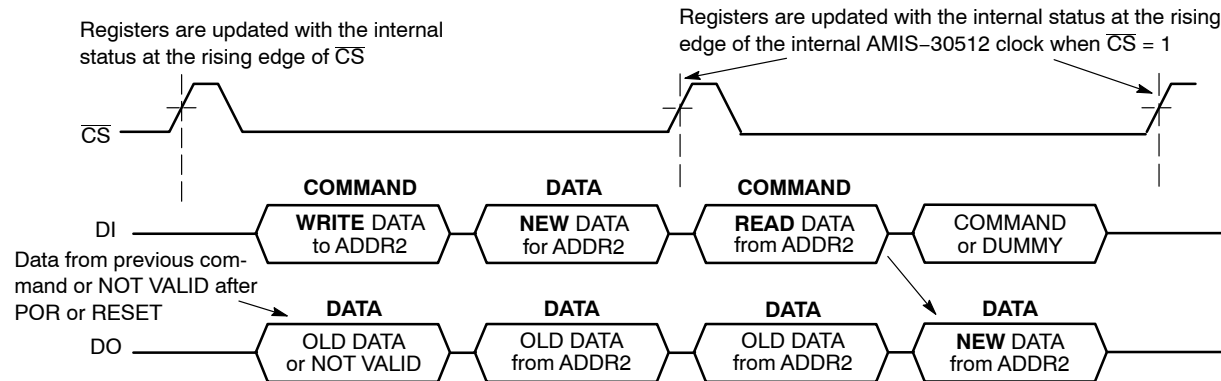 Registers are updated with the internal
status at the rising edge of C̅S̅
Registers are updated with the internal status at the rising
edge of the internal AMIS−30512 clock when C̅S̅ = 1
C̅S̅
COMMAND
DATA
COMMAND
DI
WRITE DATA
to ADDR2
NEW DATA
for ADDR2
READ DATA
from ADDR2
COMMAND
or DUMMY
Data from previous com-
mand or NOT VALID after
POR or RESET
DATA
DATA
DATA
DATA
DO
OLD DATA
or NOT VALID
OLD DATA
from ADDR2
OLD DATA
from ADDR2
NEW DATA
from ADDR2